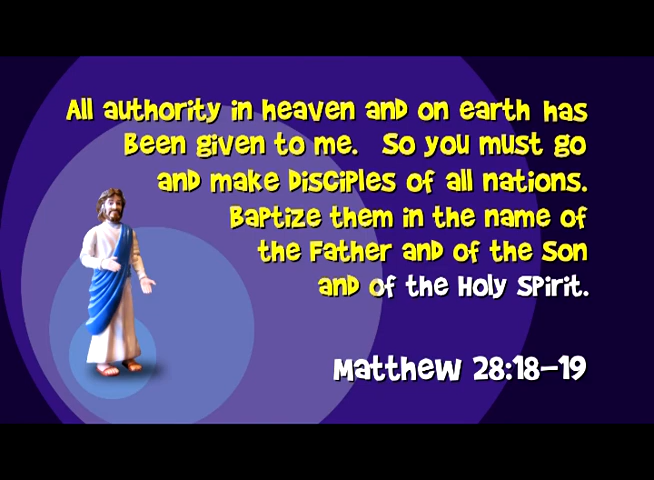 All authority in heaven and on earth has
Been given to me. So you must go
and make Disciples of all nations.
Baptize them in the name of
the Father and of the Son
and of the Holy Spirit.
Matthew 28:18-19